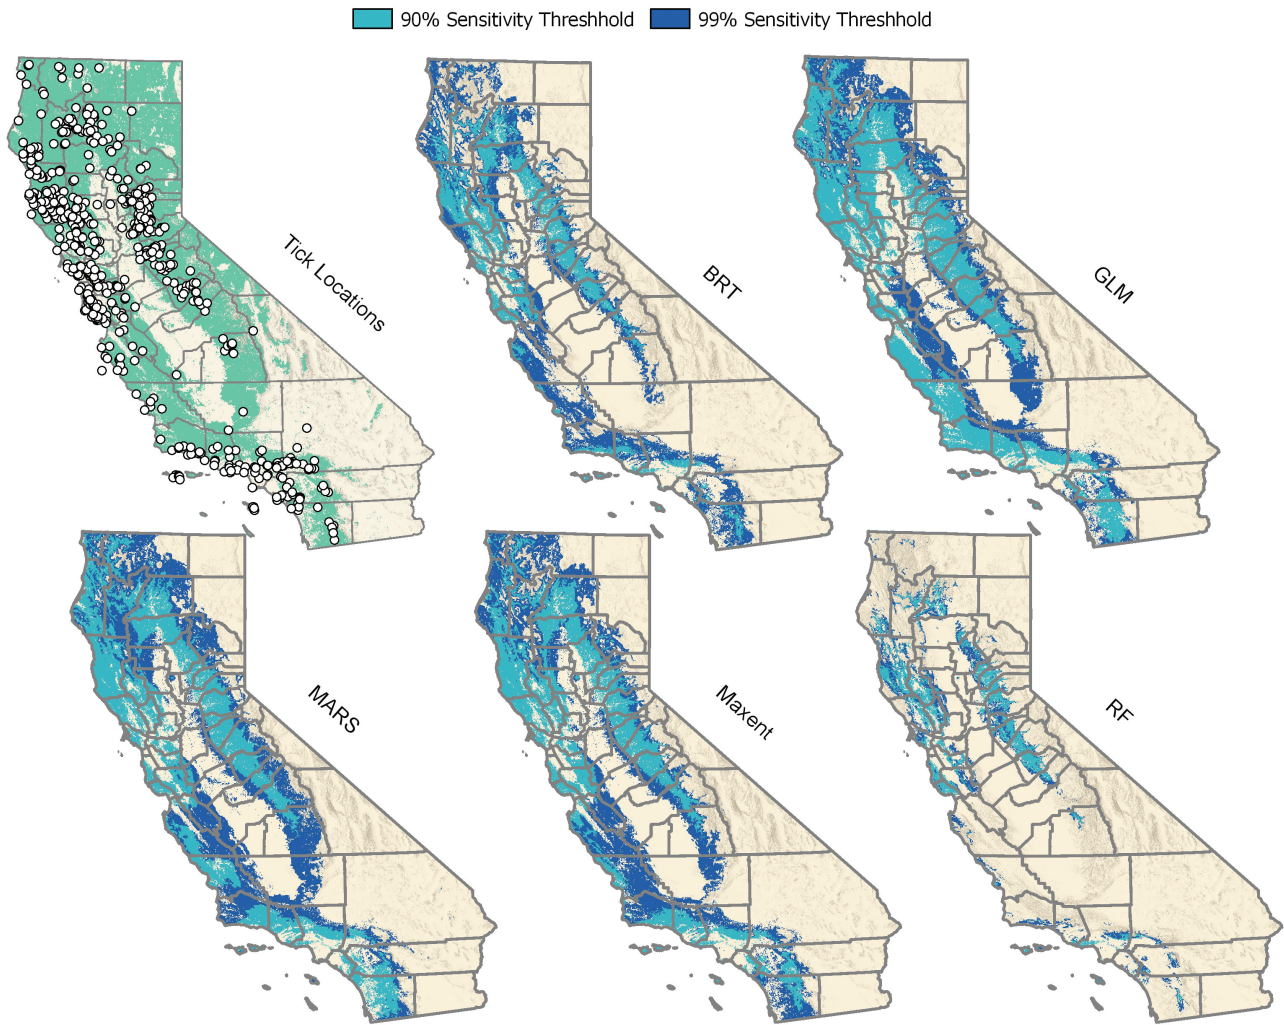 90% Sensitivity Threshhold
99% Sensitivity Threshhold
Tick Locations
BRT
GLM
MARS
Maxent
RF